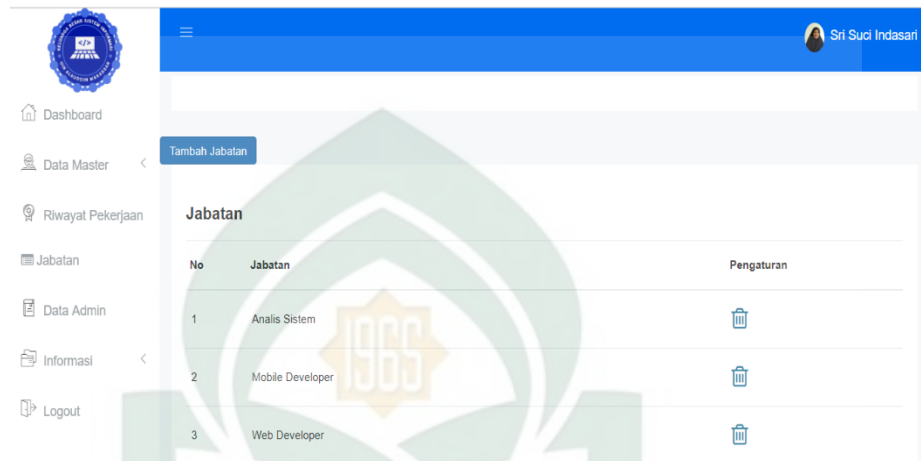 Sri Suci Indasari
Dashboard
Data Master
Riwayat Pekerjaan
Jabatan
Data Admin
Informasi
Logout
Tambah Jabatan
Jabatan
No Jabatan Pengaturan
1 Analis Sistem
2 Mobile Developer
3 Web Developer
1965